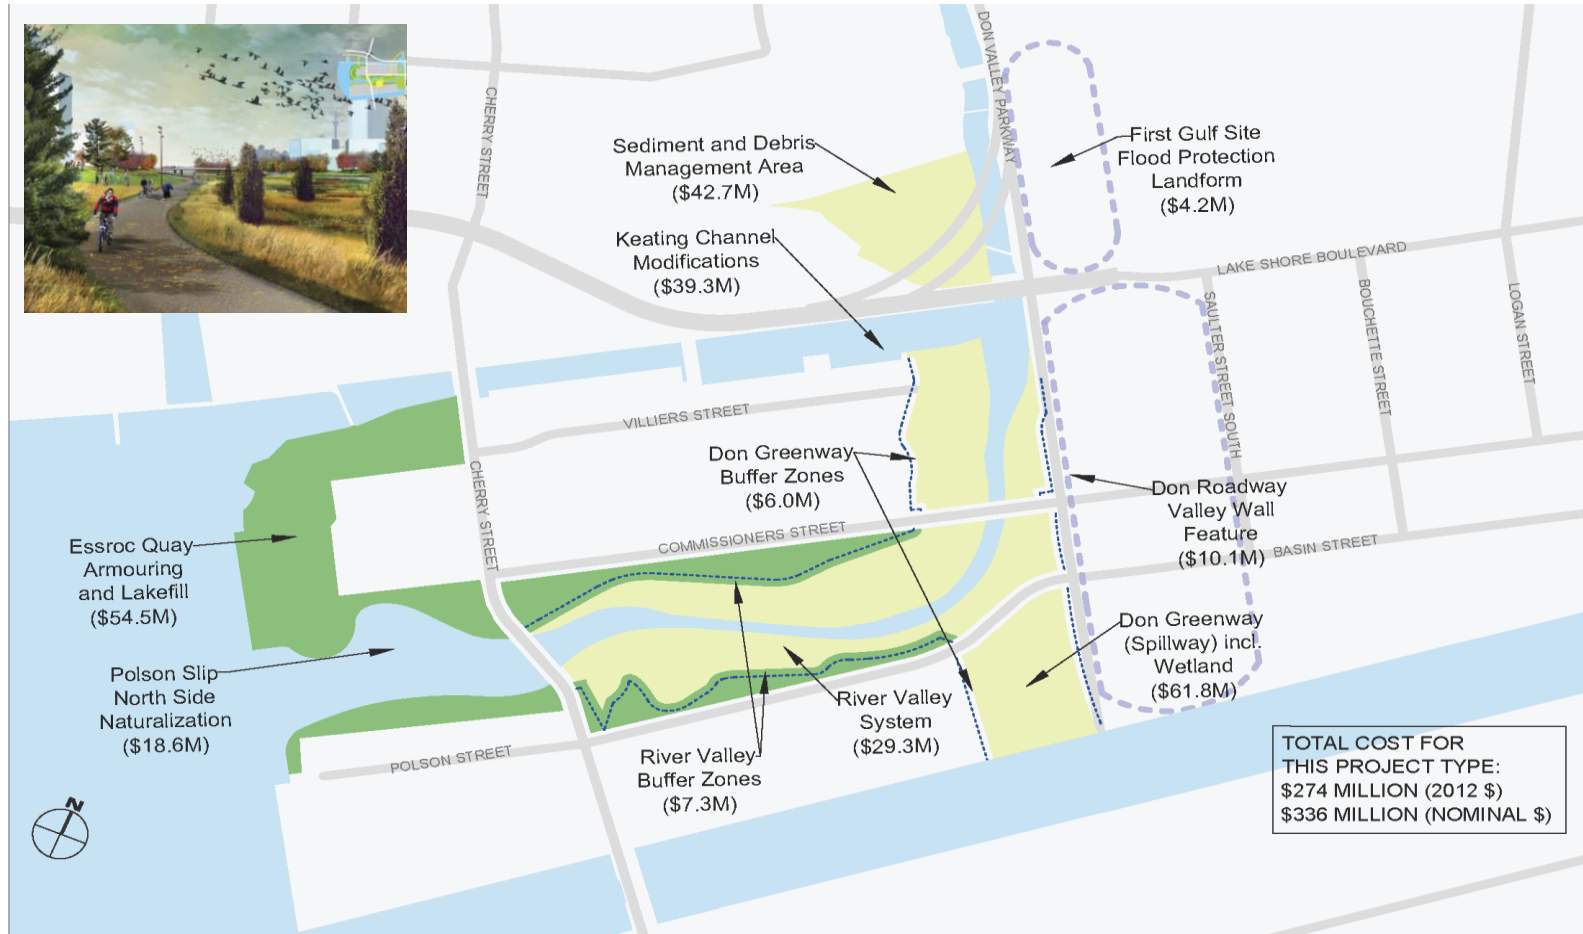 DON VALLEY PARKWAY
CHERRY STREET
Sediment and Debris
Management Area
($42.7M)
First Gulf Site
Flood Protection
Landform
($4.2M)
Keating Channel
Modifications
($39.3M)
LAKE SHORE BOULEVARD
SAULTER STREET SOUTH
BOUCHETTE STREET
LOGAN STREET
VILLIERS STREET
Don Greenway
Buffer Zones
($6.0M)
CHERRY STREET
Don Roadway
Valley Wall
Feature
($10.1M)
COMMISSIONERS STREET
BASIN STREET
Essroc Quay
Armouring
and Lakefill
($54.5M)
Don Greenway
(Spillway) incl.
Wetland
($61.8M)
Polson Slip
North Side
Naturalization
($18.6M)
River Valley
System
($29.3M)
POLSON STREET
River Valley
Buffer Zones
($7.3M)
TOTAL COST FOR
THIS PROJECT TYPE:
$274 MILLION (2012 $)
$336 MILLION (NOMINAL $)
N